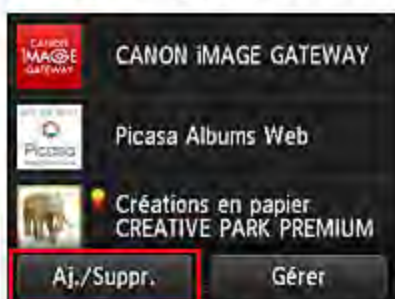 CANON
iMAGE
GATEWAY
CANON iMAGE GATEWAY
Picasa
Picasa Albums Web
Créations en papier
CREATIVE PARK PREMIUM
Aj./Suppr.
Gérer